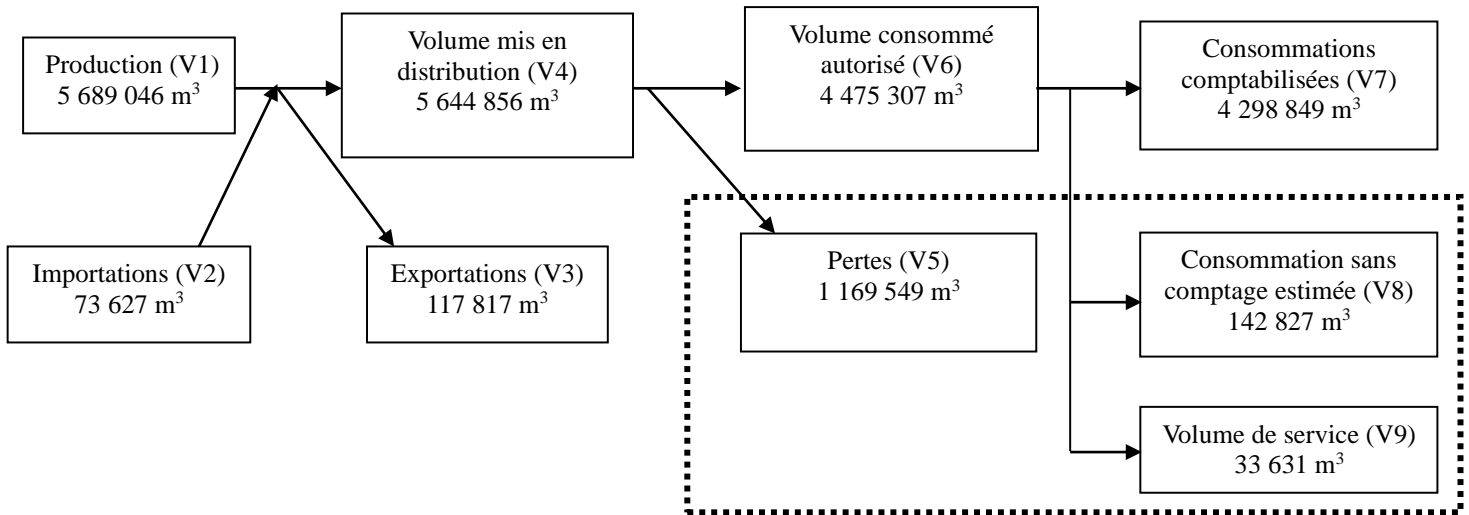 Production (V1)
5 689 046 m³
Volume mis en
distribution (V4)
5 644 856 m³
Volume consommé
autorisé (V6)
4 475 307 m³
Consommations
comptabilisées (V7)
4 298 849 m³
Importations (V2)
73 627 m³
Exportations (V3)
117 817 m³
Pertes (V5)
1 169 549 m³
Consommation sans
comptage estimée (V8)
142 827 m³
Volume de service (V9)
33 631 m³